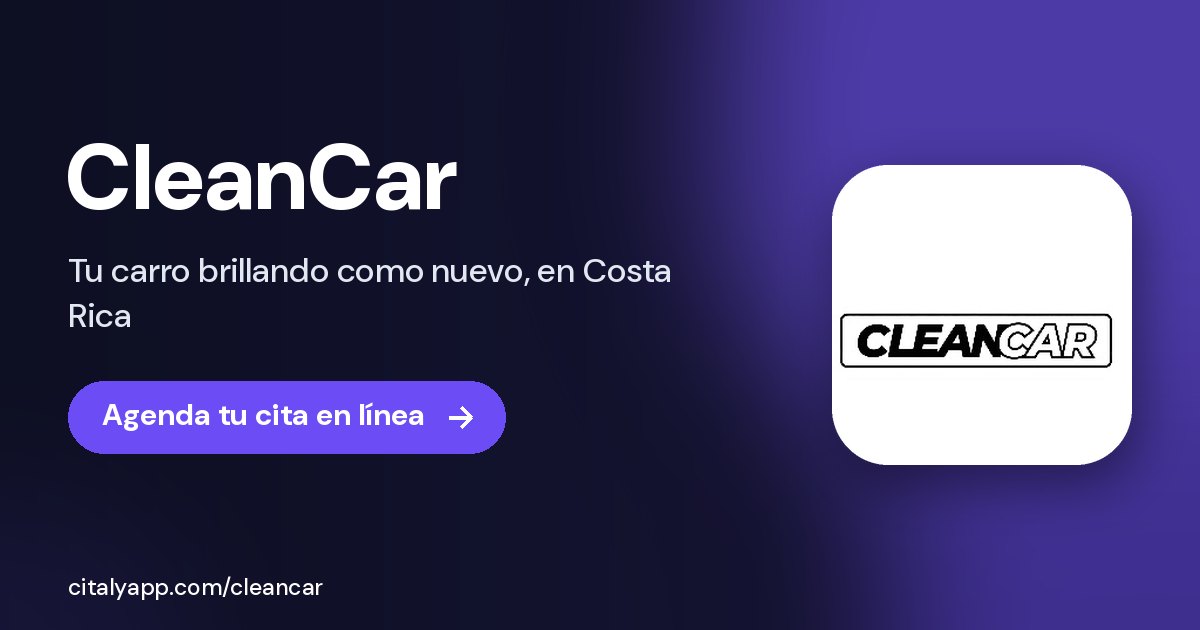 CleanCar
Tu carro brillando como nuevo, en Costa
Rica
CLEANCAR
Agenda tu cita en línea
citalyapp.com/cleancar